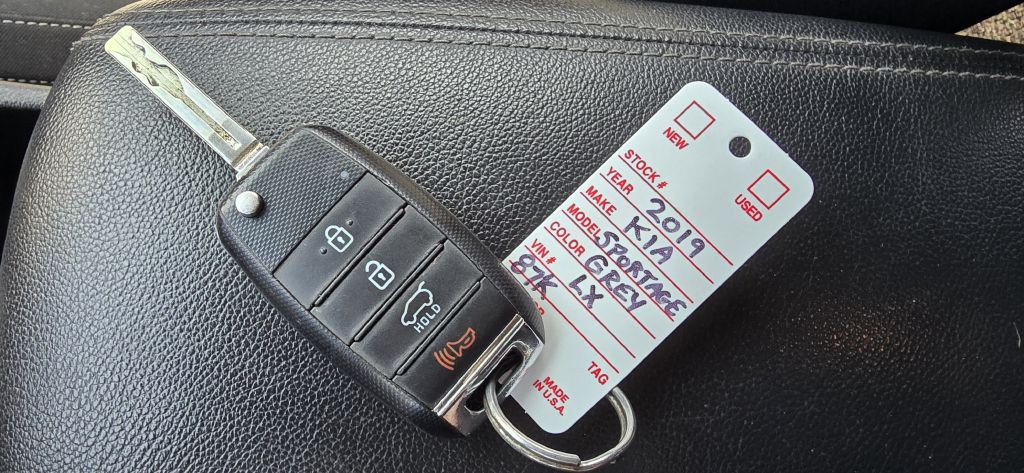 NEW
USED
STOCK #
YEAR 2019
MAKE KIA
MODEL SPORTAGE
COLOR GREY
VIN# LX
87K
TAG
MADE
IN U.S.A.
HOLD